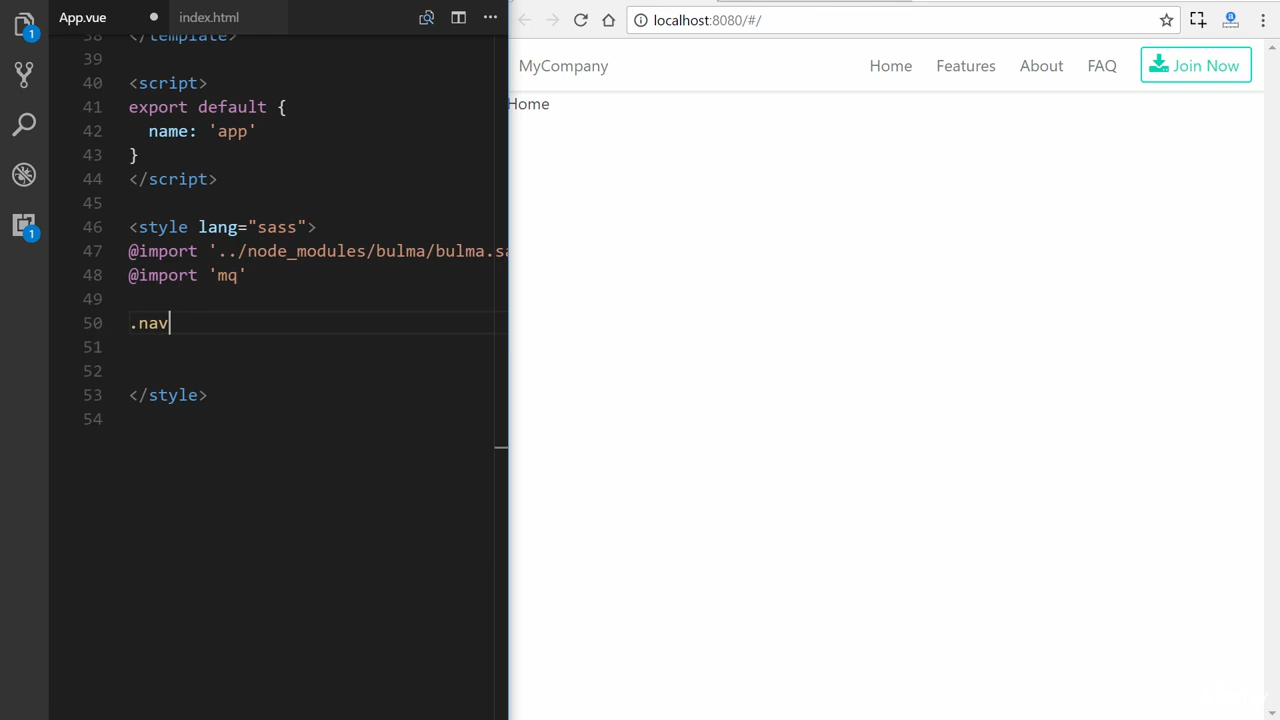 App.vue
index.html
1
1
38 </template>
39
40 <script>
41 export default {
42 name: 'app'
43 }
44 </script>
45
46 <style lang="sass">
47 @import '../node_modules/bulma/bulma.sa
48 @import 'mq'
49
50 .nav
51
52
53 </style>
54
localhost:8080/#/
MyCompany
Home Features About FAQ Join Now
Home